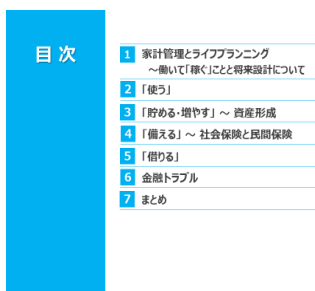 目 次
1 家計管理とライフプランニング
～働いて「稼ぐ」ことと将来設計について
2 「使う」
3 「貯める・増やす」 ～ 資産形成
4 「備える」 ～ 社会保険と民間保険
5 「借りる」
6 金融トラブル
7 まとめ